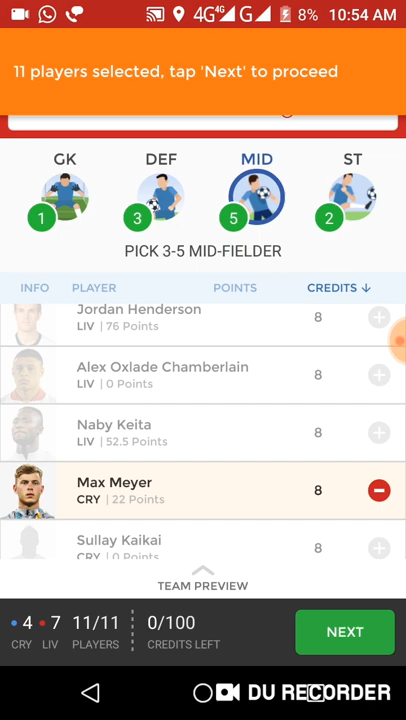 4G 4G G 8% 10:54 AM
11 players selected, tap 'Next' to proceed
GK DEF MID ST
1 3 5 2
PICK 3-5 MID-FIELDER
INFO PLAYER POINTS CREDITS ↓
Jordan Henderson
LIV | 76 Points 8 +
Alex Oxlade Chamberlain
LIV | 0 Points 8 +
Naby Keita
LIV | 52.5 Points 8 +
Max Meyer
CRY | 22 Points 8 −
Sullay Kaikai
CRY | 0 Points 8 +
TEAM PREVIEW
4 7 11/11 0/100
CRY LIV PLAYERS CREDITS LEFT
NEXT
DU RECORDER